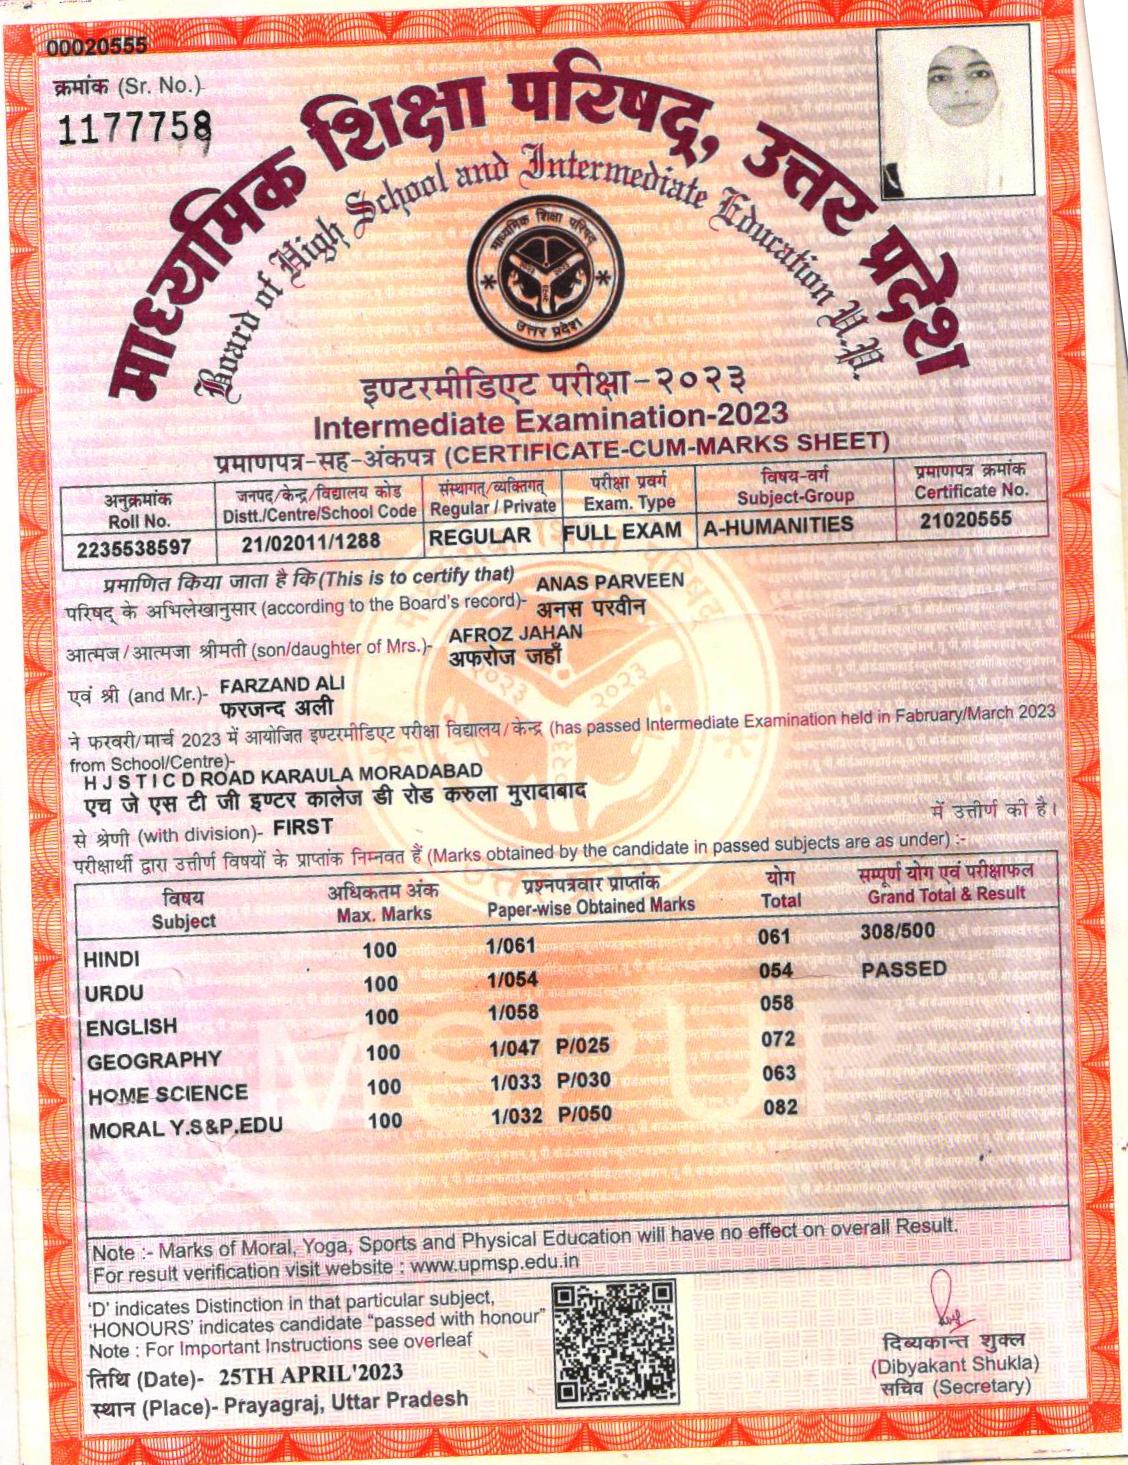 00020555
क्रमांक (Sr. No.)
1177758
माध्यमिक शिक्षा परिषद्, उत्तर प्रदेश
Board of High School and Intermediate Education U.P.
माध्यमिक शिक्षा परिषद्
उत्तर प्रदेश
इण्टरमीडिएट परीक्षा-२०२३
Intermediate Examination-2023
प्रमाणपत्र-सह-अंकपत्र (CERTIFICATE-CUM-MARKS SHEET)
अनुक्रमांक जनपद/केन्द्र/विद्यालय कोड संस्थागत्/व्यक्तिगत् परीक्षा प्रवर्ग विषय-वर्ग प्रमाणपत्र क्रमांक
Roll No. Distt./Centre/School Code Regular / Private Exam. Type Subject-Group Certificate No.
2235538597 21/02011/1288 REGULAR FULL EXAM A-HUMANITIES 21020555
प्रमाणित किया जाता है कि (This is to certify that) ANAS PARVEEN
परिषद् के अभिलेखानुसार (according to the Board's record)- अनस परवीन
AFROZ JAHAN
आत्मज/आत्मजा श्रीमती (son/daughter of Mrs.)- अफरोज जहाँ
एवं श्री (and Mr.)- FARZAND ALI
फरजन्द अली
ने फरवरी/मार्च 2023 में आयोजित इण्टरमीडिएट परीक्षा विद्यालय/केन्द्र (has passed Intermediate Examination held in Fabruary/March 2023
from School/Centre)-
H J S T I C D ROAD KARAULA MORADABAD
एच जे एस टी जी इण्टर कालेज डी रोड करुला मुरादाबाद
से श्रेणी (with division)- FIRST में उत्तीर्ण की है।
परीक्षार्थी द्वारा उत्तीर्ण विषयों के प्राप्तांक निम्नवत हैं (Marks obtained by the candidate in passed subjects are as under) :-
विषय अधिकतम अंक प्रश्नपत्रवार प्राप्तांक योग सम्पूर्ण योग एवं परीक्षाफल
Subject Max. Marks Paper-wise Obtained Marks Total Grand Total & Result
HINDI 100 1/061 061 308/500
URDU 100 1/054 054 PASSED
ENGLISH 100 1/058 058
GEOGRAPHY 100 1/047 P/025 072
HOME SCIENCE 100 1/033 P/030 063
MORAL Y.S&P.EDU 100 1/032 P/050 082
Note :- Marks of Moral, Yoga, Sports and Physical Education will have no effect on overall Result.
For result verification visit website : www.upmsp.edu.in
'D' indicates Distinction in that particular subject,
'HONOURS' indicates candidate "passed with honour"
Note : For Important Instructions see overleaf
तिथि (Date)- 25TH APRIL'2023
स्थान (Place)- Prayagraj, Uttar Pradesh
दिब्यकान्त शुक्ल
(Dibyakant Shukla)
सचिव (Secretary)